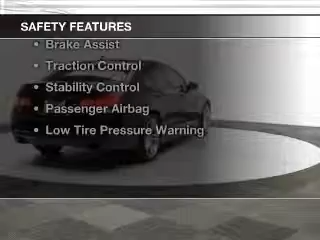 SAFETY FEATURES
• Brake Assist
• Traction Control
• Stability Control
• Passenger Airbag
• Low Tire Pressure Warning